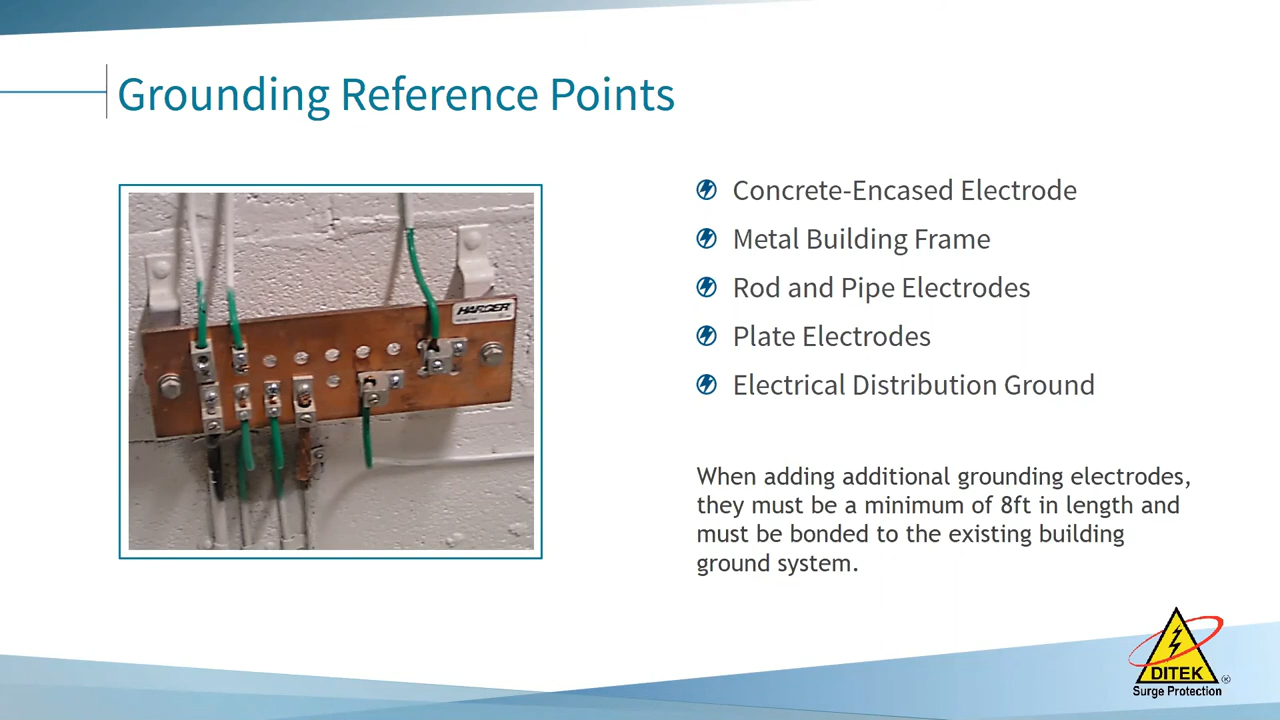 Grounding Reference Points
HARGER
Concrete-Encased Electrode
Metal Building Frame
Rod and Pipe Electrodes
Plate Electrodes
Electrical Distribution Ground
When adding additional grounding electrodes,
they must be a minimum of 8ft in length and
must be bonded to the existing building
ground system.
DITEK
®
Surge Protection